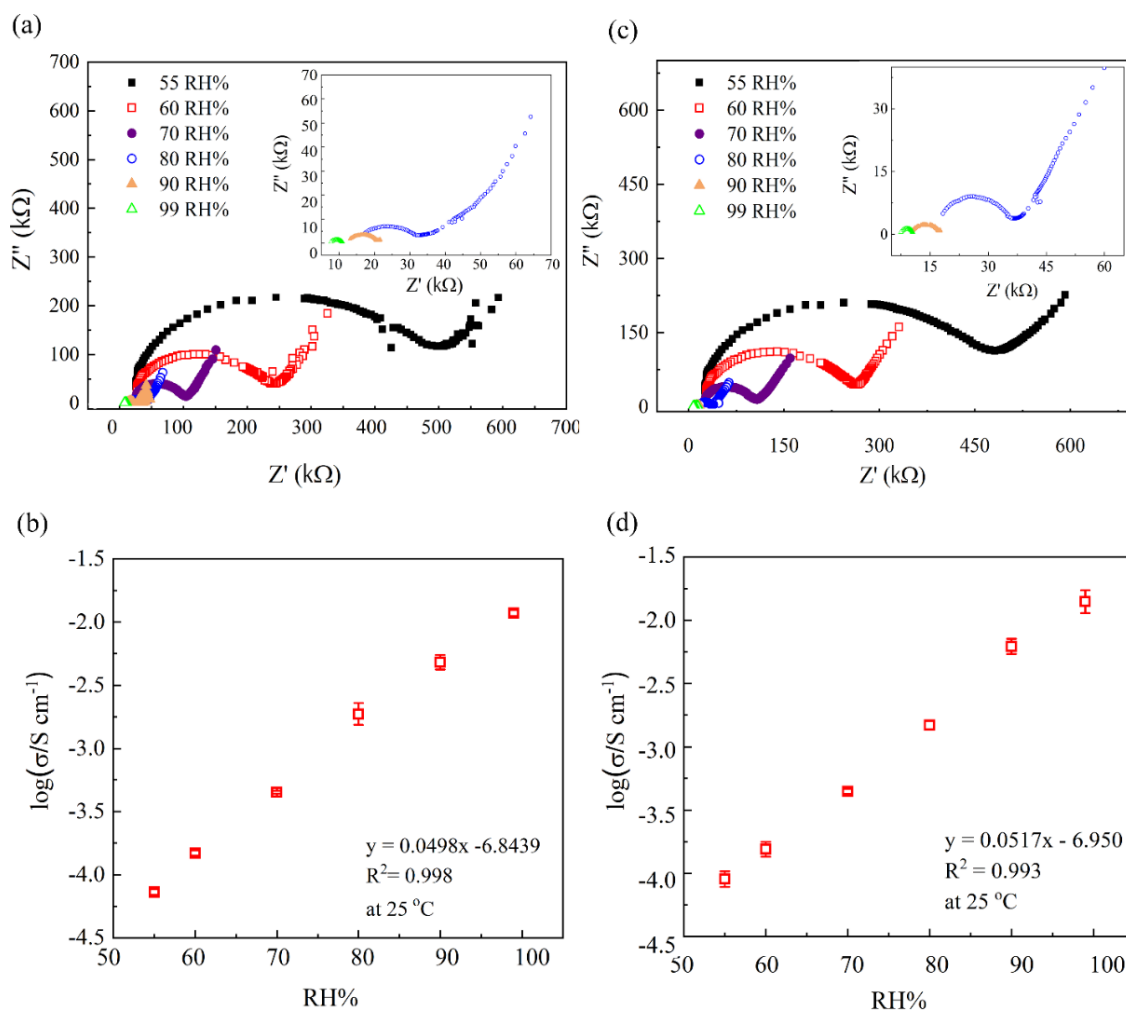 (a)
700
600
500
400
300
200
100
0
Z'' (kΩ)
55 RH%
60 RH%
70 RH%
80 RH%
90 RH%
99 RH%
70
60
50
40
30
20
10
0
Z'' (kΩ)
10 20 30 40 50 60 70
Z' (kΩ)
0 100 200 300 400 500 600 700
Z' (kΩ)
(c)
600
450
300
150
0
Z'' (kΩ)
55 RH%
60 RH%
70 RH%
80 RH%
90 RH%
99 RH%
30
15
0
Z'' (kΩ)
15 30 45 60
Z' (kΩ)
0 150 300 450 600
Z' (kΩ)
(b)
-1.5
-2.0
-2.5
-3.0
-3.5
-4.0
-4.5
log(σ/S cm⁻¹)
y = 0.0498x -6.8439
R²= 0.998
at 25 °C
50 60 70 80 90 100
RH%
(d)
-1.5
-2.0
-2.5
-3.0
-3.5
-4.0
-4.5
log(σ/S cm⁻¹)
y = 0.0517x - 6.950
R² = 0.993
at 25 °C
50 60 70 80 90 100
RH%